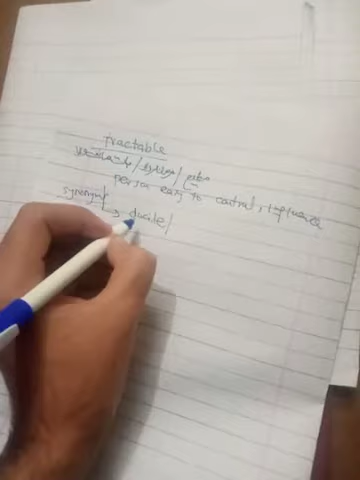 Tractable
person easy to control, influence
synonym
→ docile/